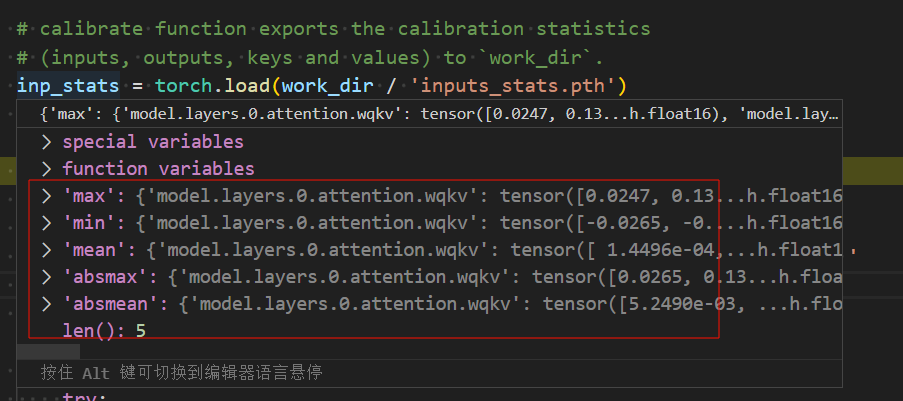 # calibrate function exports the calibration statistics
# (inputs, outputs, keys and values) to `work_dir`.
inp_stats = torch.load(work_dir / 'inputs_stats.pth')
{'max': {'model.layers.0.attention.wqkv': tensor([0.0247, 0.13...h.float16), 'model.lay…
> special variables
> function variables
> 'max': {'model.layers.0.attention.wqkv': tensor([0.0247, 0.13...h.float16
> 'min': {'model.layers.0.attention.wqkv': tensor([-0.0265, -0....h.float16
> 'mean': {'model.layers.0.attention.wqkv': tensor([ 1.4496e-04,...h.float1
> 'absmax': {'model.layers.0.attention.wqkv': tensor([0.0265, 0.13...h.floa
> 'absmean': {'model.layers.0.attention.wqkv': tensor([5.2490e-03, ...h.flo
len(): 5
按住 Alt 键可切换到编辑器语言悬停
try: